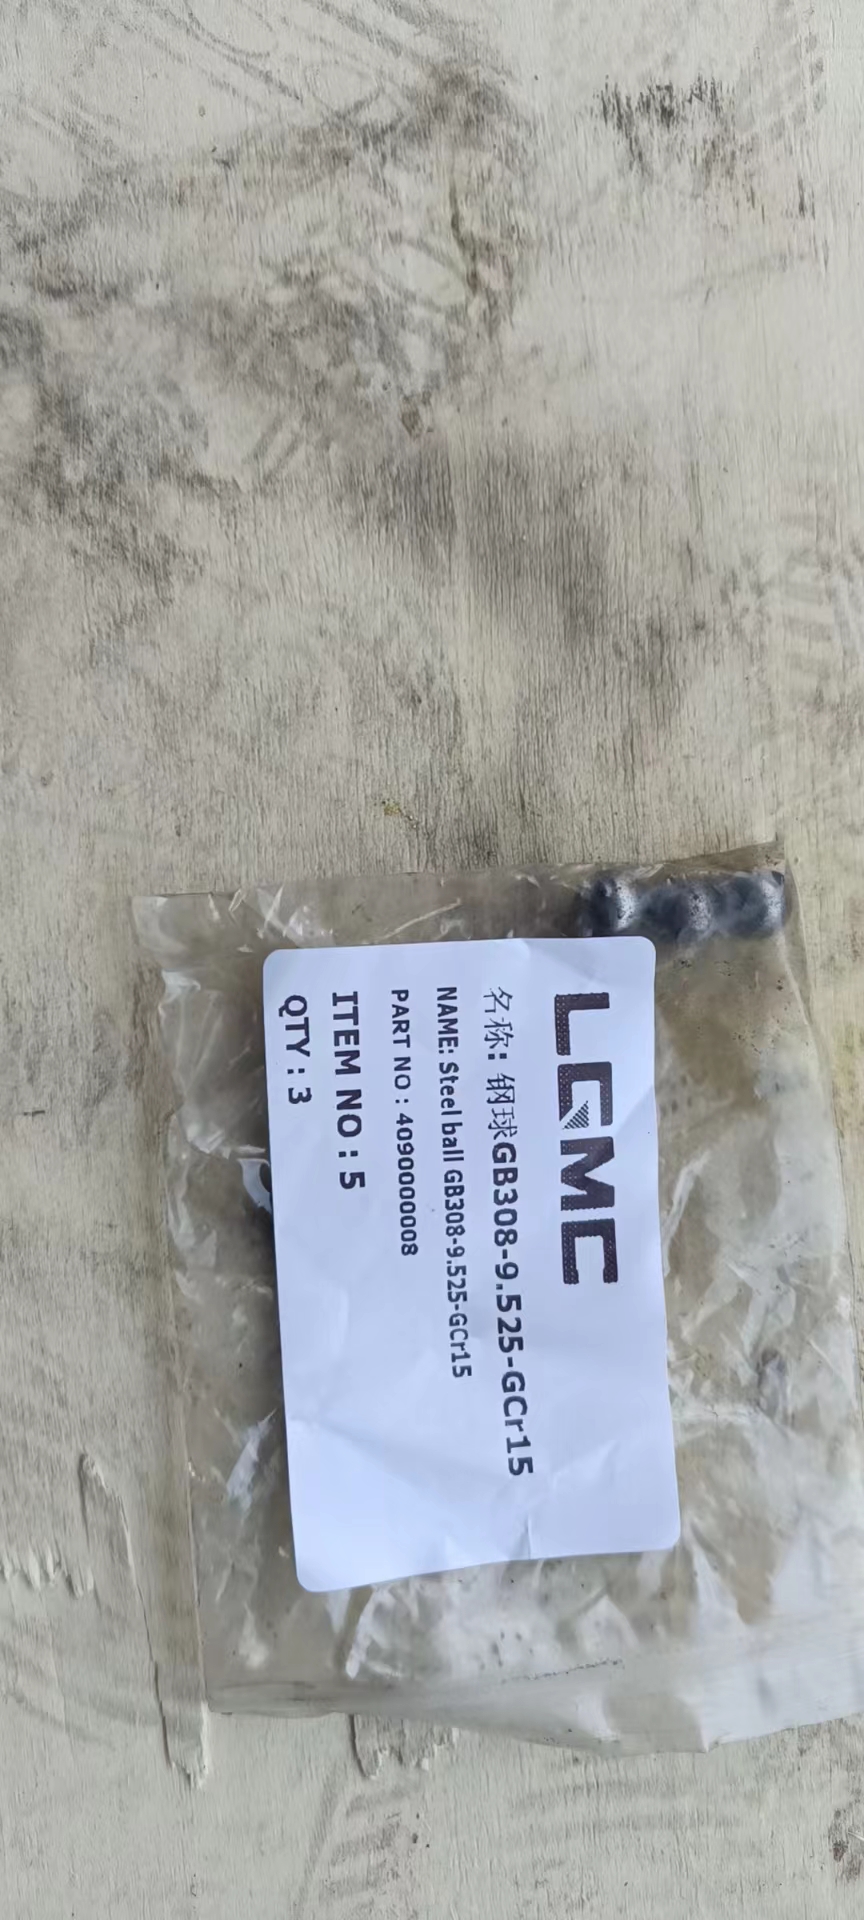 LGMC
名称: 钢球GB308-9.525-GCr15
NAME: Steel ball GB308-9.525-GCr15
PART NO : 4090000008
ITEM NO : 5
QTY : 3